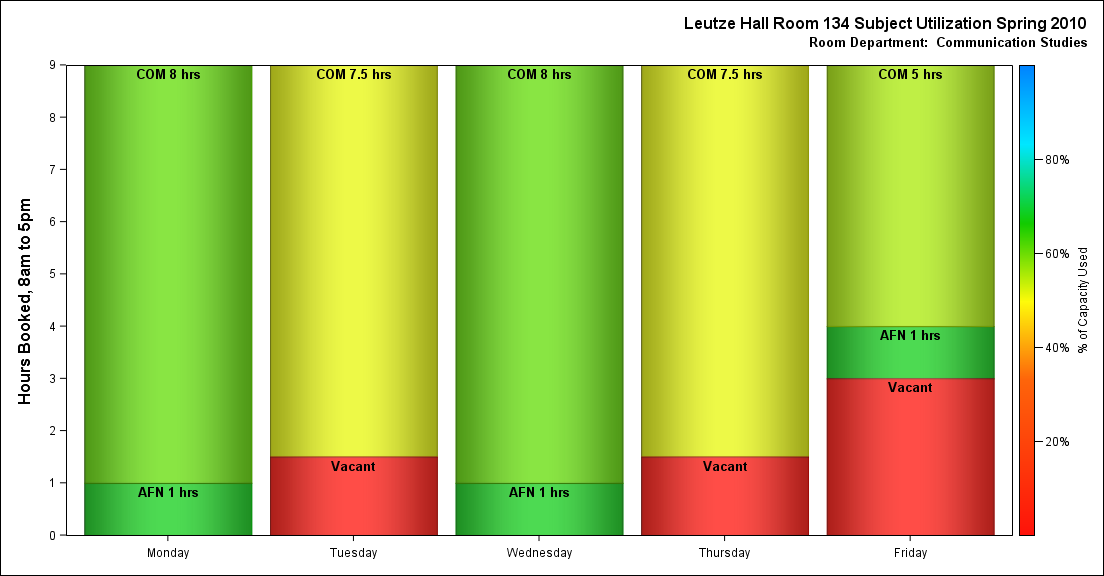 Leutze Hall Room 134 Subject Utilization Spring 2010
Room Department:  Communication Studies
Hours Booked, 8am to 5pm
9
8
7
6
5
4
3
2
1
0
COM 8 hrs
AFN 1 hrs
COM 7.5 hrs
Vacant
COM 8 hrs
AFN 1 hrs
COM 7.5 hrs
Vacant
COM 5 hrs
AFN 1 hrs
Vacant
Monday
Tuesday
Wednesday
Thursday
Friday
80%
60%
40%
20%
% of Capacity Used